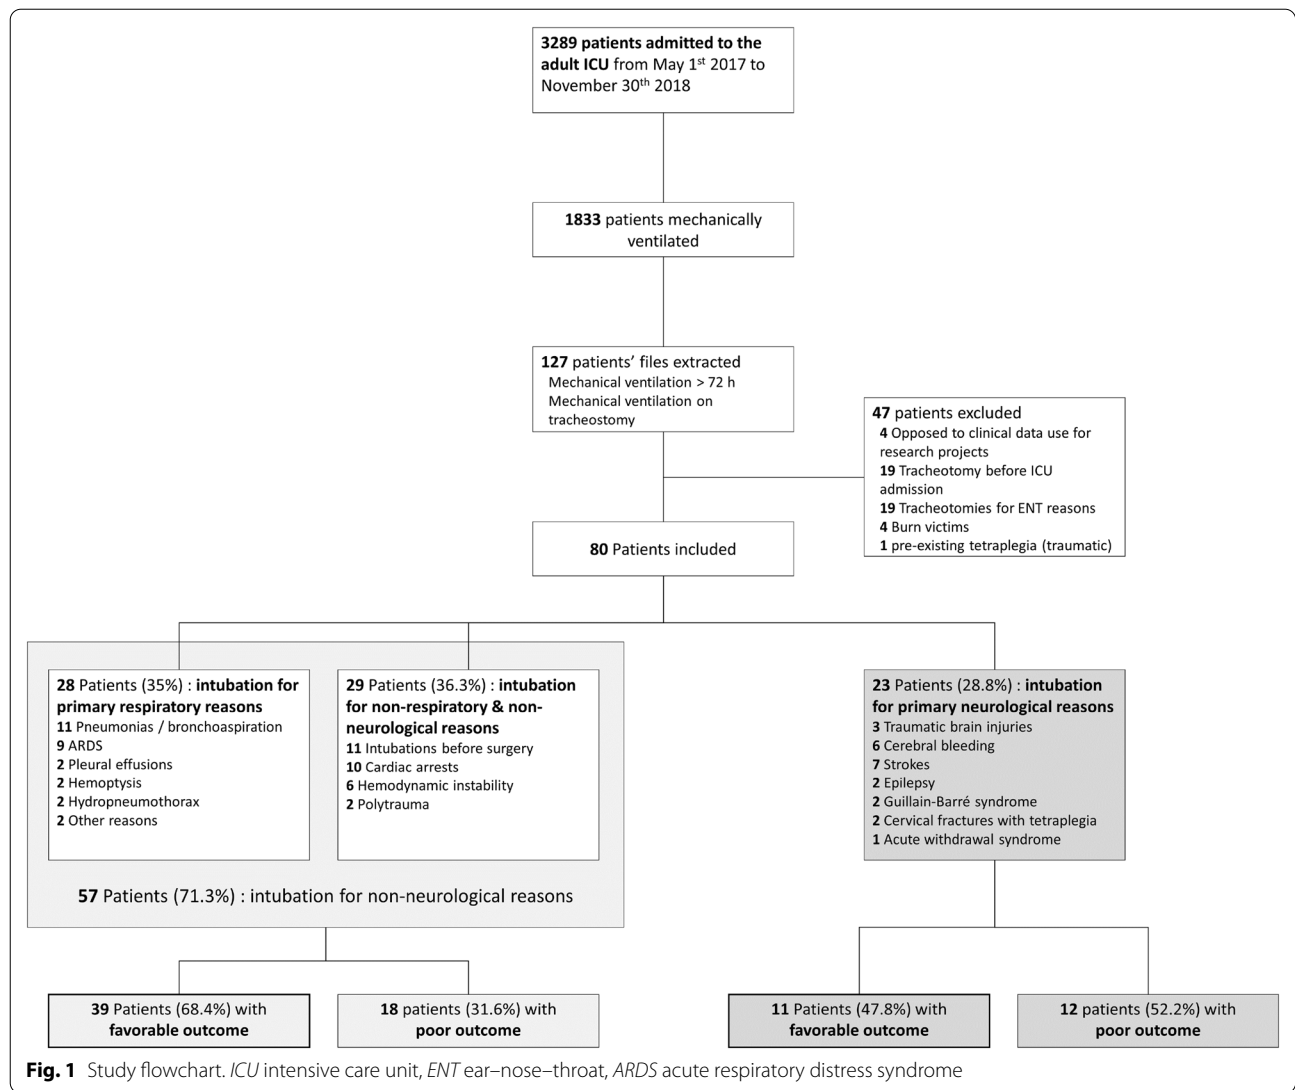 3289 patients admitted to the
adult ICU from May 1st 2017 to
November 30th 2018
1833 patients mechanically
ventilated
127 patients’ files extracted
Mechanical ventilation > 72 h
Mechanical ventilation on
tracheostomy
47 patients excluded
4 Opposed to clinical data use for
research projects
19 Tracheotomy before ICU
admission
19 Tracheotomies for ENT reasons
4 Burn victims
1 pre-existing tetraplegia (traumatic)
80 Patients included
28 Patients (35%) : intubation for
primary respiratory reasons
11 Pneumonias / bronchoaspiration
9 ARDS
2 Pleural effusions
2 Hemoptysis
2 Hydropneumothorax
2 Other reasons
29 Patients (36.3%) : intubation
for non-respiratory & non-
neurological reasons
11 Intubations before surgery
10 Cardiac arrests
6 Hemodynamic instability
2 Polytrauma
57 Patients (71.3%) : intubation for non-neurological reasons
23 Patients (28.8%) : intubation
for primary neurological reasons
3 Traumatic brain injuries
6 Cerebral bleeding
7 Strokes
2 Epilepsy
2 Guillain-Barré syndrome
2 Cervical fractures with tetraplegia
1 Acute withdrawal syndrome
39 Patients (68.4%) with
favorable outcome
18 patients (31.6%) with
poor outcome
11 Patients (47.8%) with
favorable outcome
12 patients (52.2%) with
poor outcome
Fig. 1 Study flowchart. ICU intensive care unit, ENT ear–nose–throat, ARDS acute respiratory distress syndrome